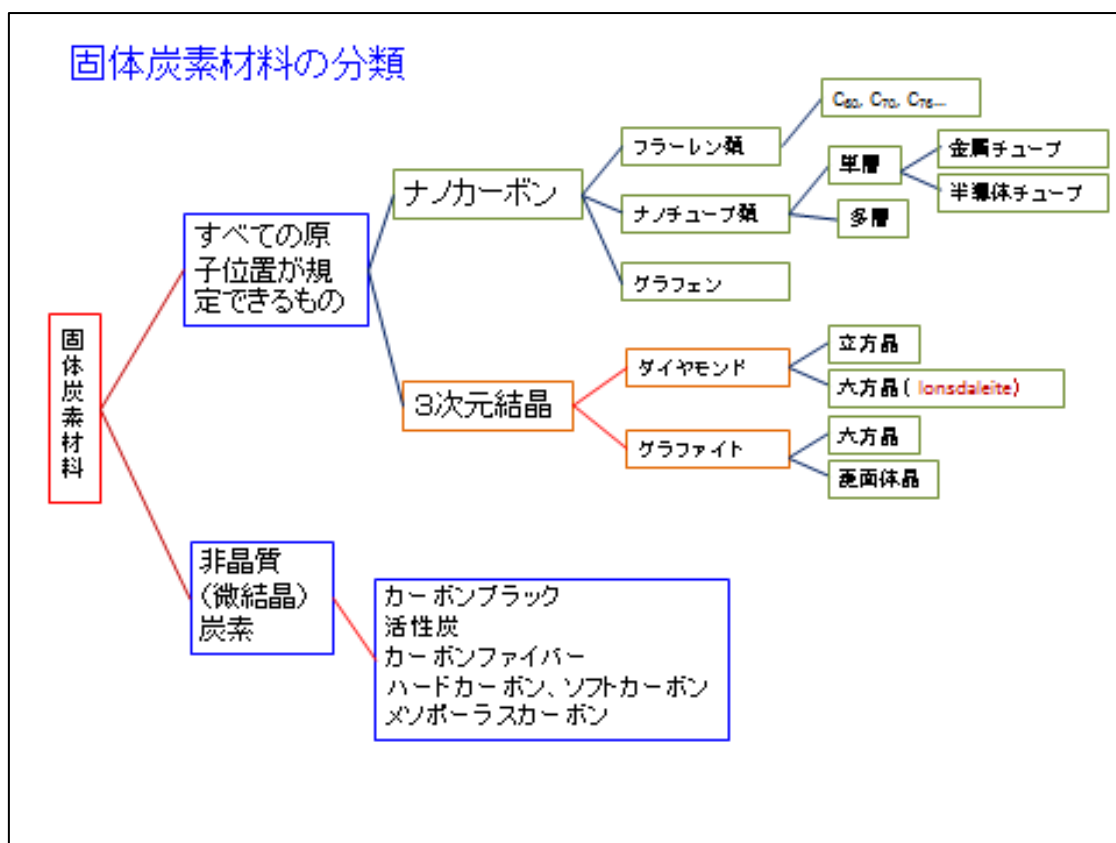 固体炭素材料の分類
C₆₀, C₇₀, C₇₆...
フラーレン類
金属チューブ
単層
ナノカーボン
半導体チューブ
ナノチューブ類
多層
すべての原
子位置が規
定できるもの
グラフェン
固体炭素材料
立方晶
ダイヤモンド
六方晶( lonsdaleite)
3次元結晶
六方晶
グラファイト
面体晶
非晶質
(微結晶)
炭素
カーボンブラック
活性炭
カーボンファイバー
ハードカーボン、ソフトカーボン
メソポーラスカーボン